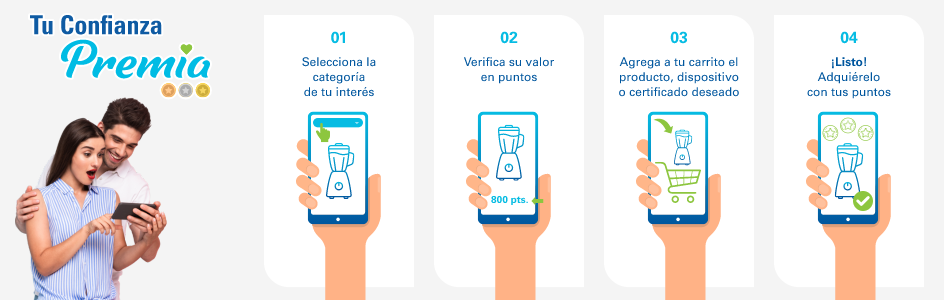 Tu Confianza
Premia
01
Selecciona la
categoría
de tu interés
02
Verifica su valor
en puntos
800 pts.
03
Agrega a tu carrito el
producto, dispositivo
o certificado deseado
04
¡Listo!
Adquiérelo
con tus puntos